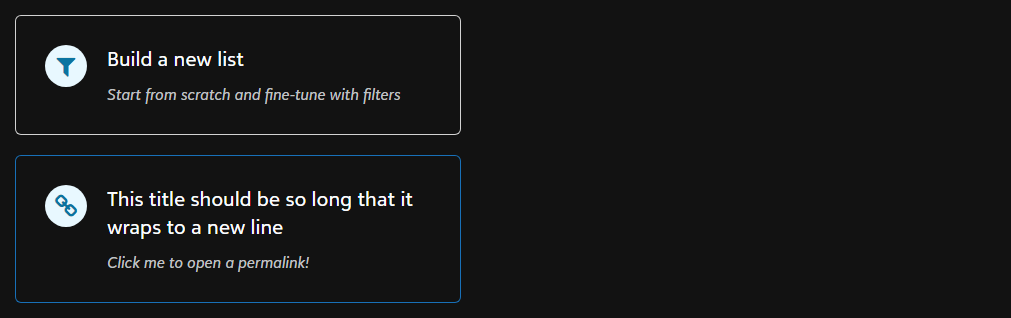 Build a new list
Start from scratch and fine-tune with filters
This title should be so long that it
wraps to a new line
Click me to open a permalink!